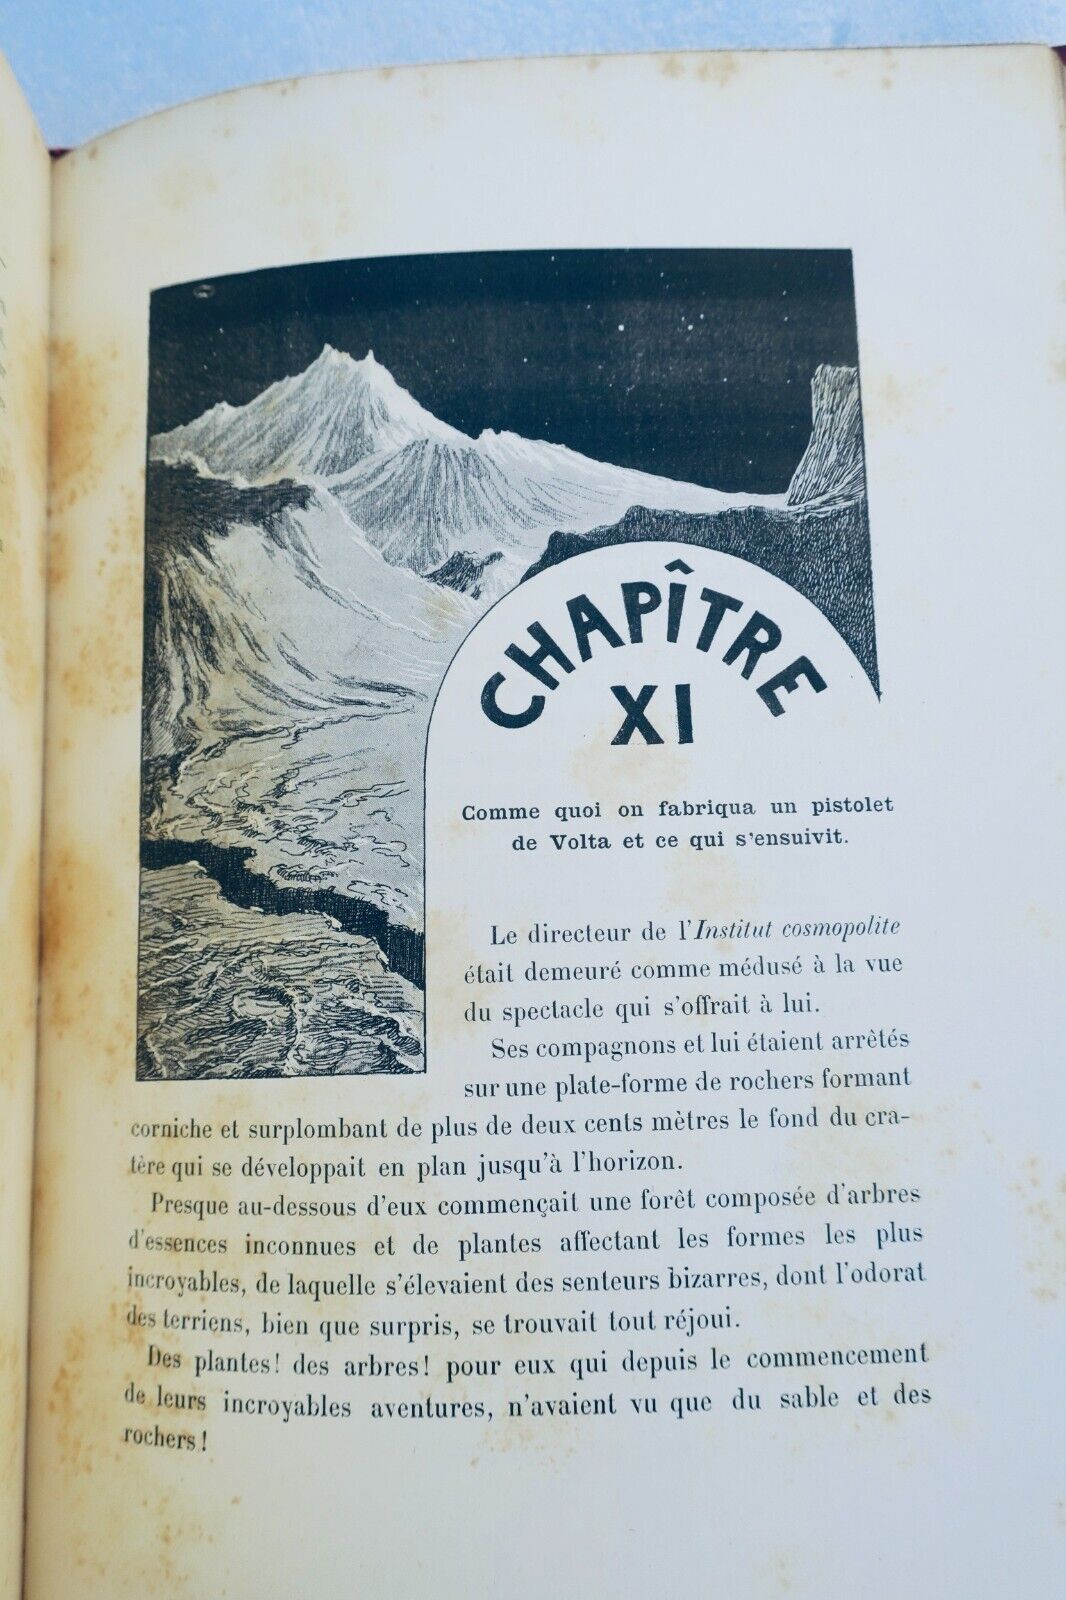 CHAPÎTRE
XI
Comme quoi on fabriqua un pistolet
de Volta et ce qui s'ensuivit.
Le directeur de l'Institut cosmopolite
était demeuré comme médusé à la vue
du spectacle qui s'offrait à lui.
Ses compagnons et lui étaient arrêtés
sur une plate-forme de rochers formant
corniche et surplombant de plus de deux cents mètres le fond du cra-
tère qui se développait en plan jusqu'à l'horizon.
Presque au-dessous d'eux commençait une forêt composée d'arbres
d'essences inconnues et de plantes affectant les formes les plus
incroyables, de laquelle s'élevaient des senteurs bizarres, dont l'odorat
des terriens, bien que surpris, se trouvait tout réjoui.
Des plantes! des arbres! pour eux qui depuis le commencement
de leurs incroyables aventures, n'avaient vu que du sable et des
rochers!